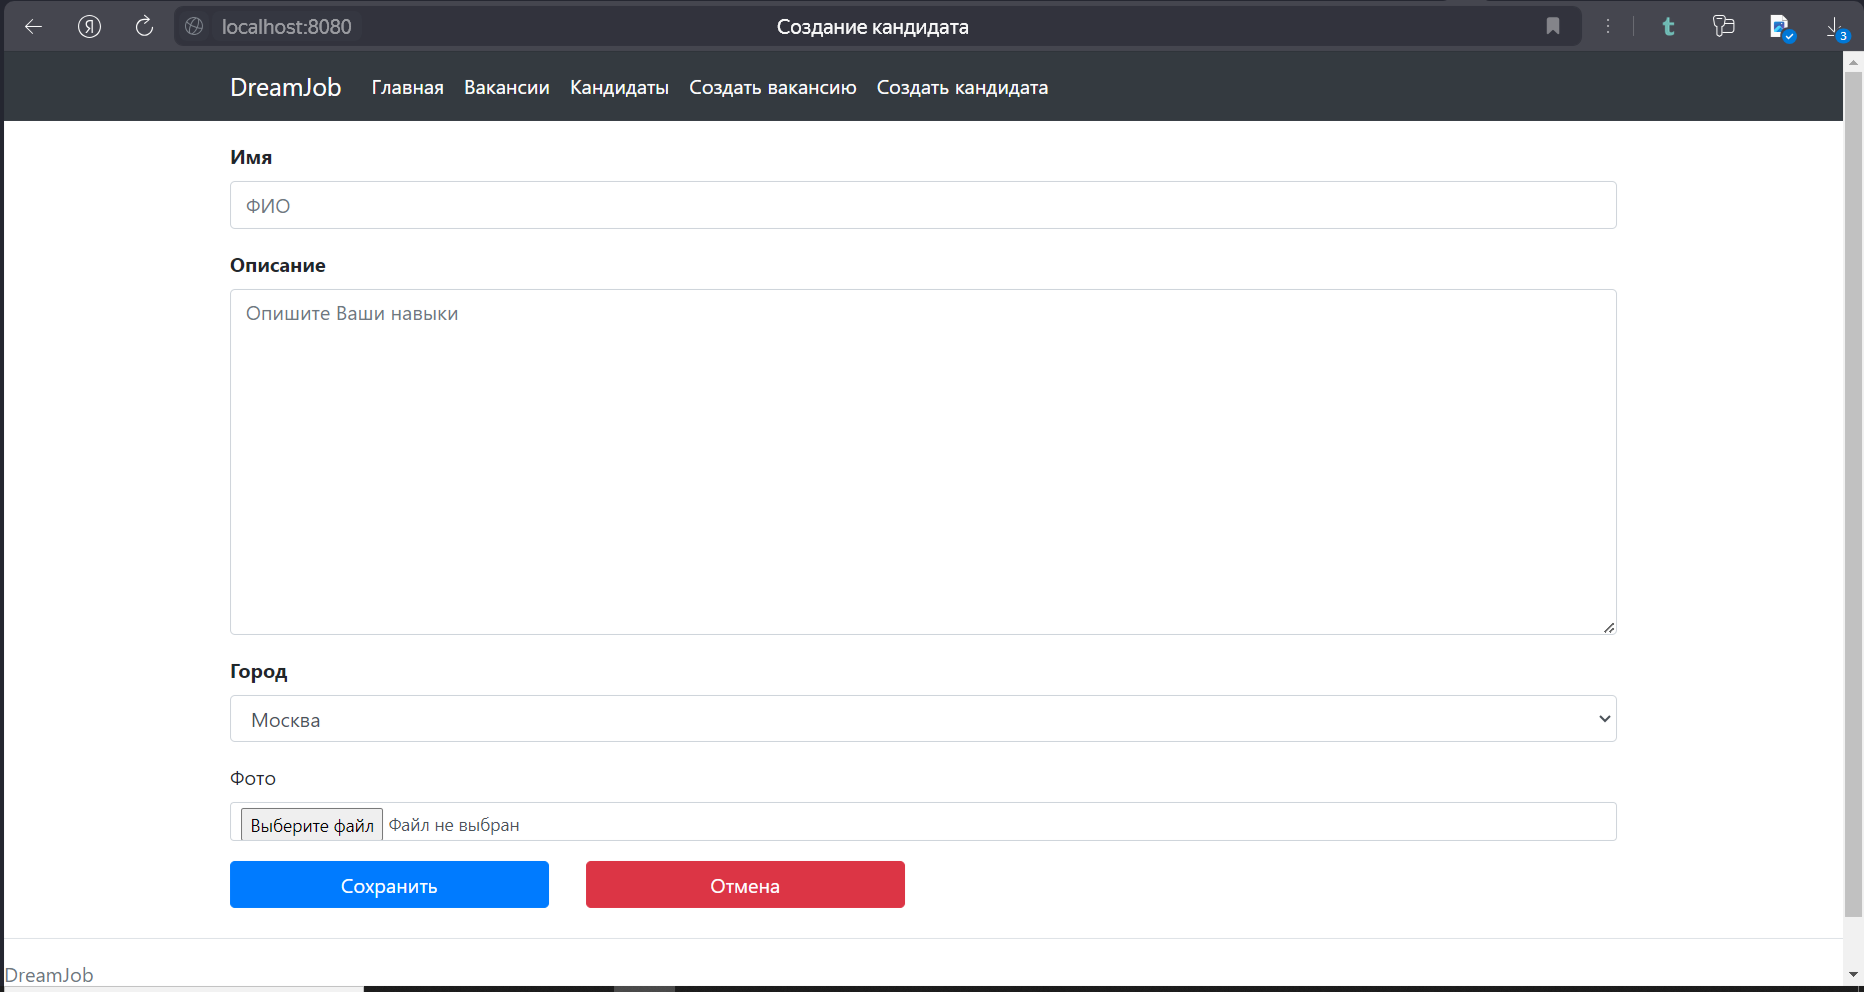 localhost:8080 Создание кандидата 3
DreamJob Главная Вакансии Кандидаты Создать вакансию Создать кандидата
Имя
ФИО
Описание
Опишите Ваши навыки
Город
Москва
Фото
Выберите файл Файл не выбран
Сохранить Отмена
DreamJob